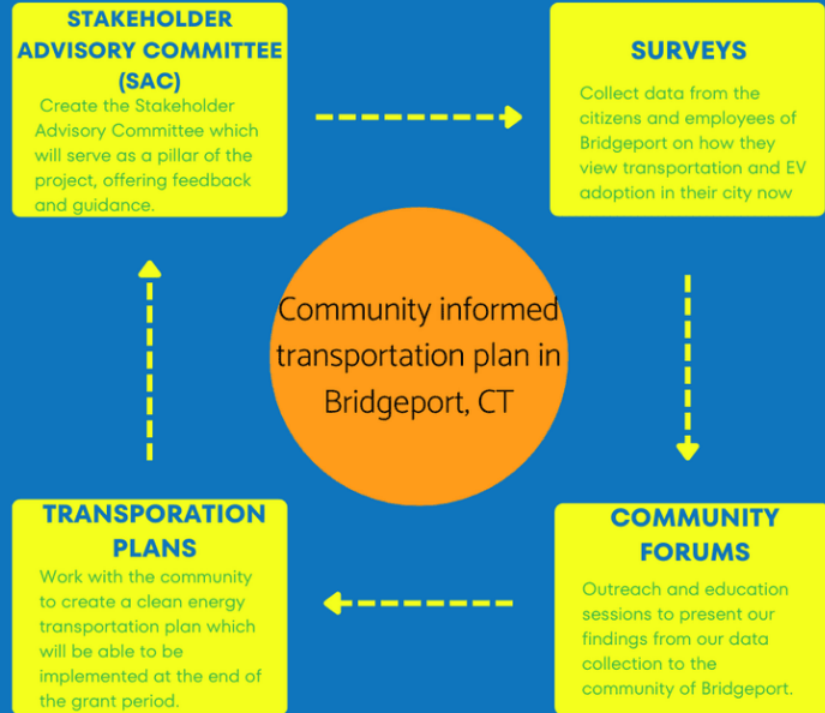 STAKEHOLDER
ADVISORY COMMITTEE
(SAC)
Create the Stakeholder
Advisory Committee which
will serve as a pillar of the
project, offering feedback
and guidance.
SURVEYS
Collect data from the
citizens and employees of
Bridgeport on how they
view transportation and EV
adoption in their city now
Community informed
transportation plan in
Bridgeport, CT
TRANSPORATION
PLANS
Work with the community
to create a clean energy
transportation plan which
will be able to be
implemented at the end of
the grant period.
COMMUNITY
FORUMS
Outreach and education
sessions to present our
findings from our data
collection to the
community of Bridgeport.